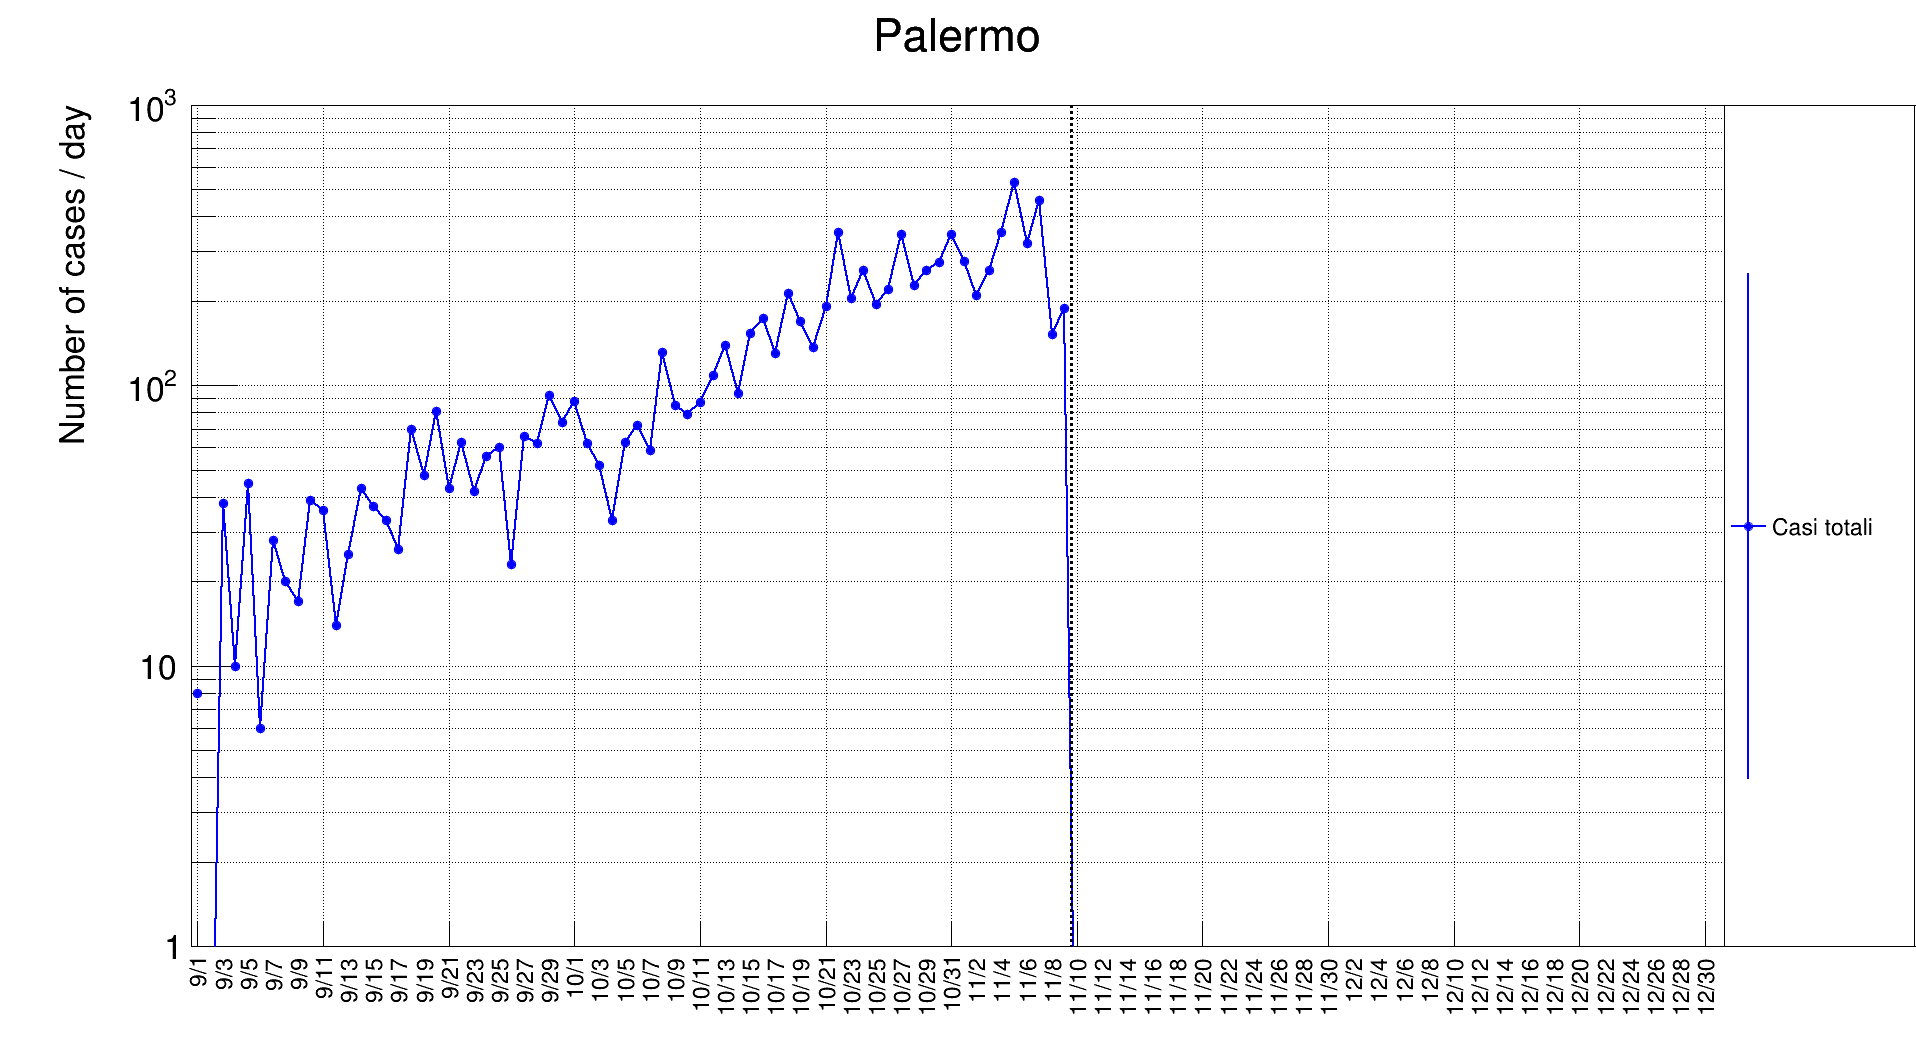 Palermo
Number of cases / day
10³
10²
10
1
9/1 9/3 9/5 9/7 9/9 9/11 9/13 9/15 9/17 9/19 9/21 9/23 9/25 9/27 9/29 10/1 10/3 10/5 10/7 10/9 10/11 10/13 10/15 10/17 10/19 10/21 10/23 10/25 10/27 10/29 10/31 11/2 11/4 11/6 11/8 11/10 11/12 11/14 11/16 11/18 11/20 11/22 11/24 11/26 11/28 11/30 12/2 12/4 12/6 12/8 12/10 12/12 12/14 12/16 12/18 12/20 12/22 12/24 12/26 12/28 12/30
Casi totali